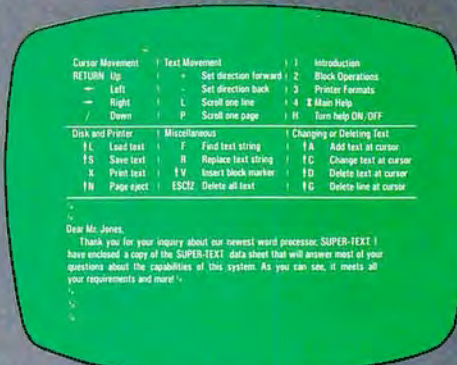 Cursor Movement | Text Movement | 1 Introduction
RETURN Up | + Set direction forward | 2 Block Operations
← Left | - Set direction back | 3 Printer Formats
→ Right | L Scroll one line | 4 Main Help
/ Down | P Scroll one page | H Turn help ON/OFF
Disk and Printer | Miscellaneous | Changing or Deleting Text
↑L Load text | F Find text string | ↑A Add text at cursor
↑S Save text | R Replace text string | ↑C Change text at cursor
X Print text | ↑V Insert block marker | ↑D Delete text at cursor
↑N Page eject | ESC!Z Delete all text | ↑G Delete line at cursor
Dear Mr. Jones,
Thank you for your inquiry about our newest word processor, SUPER-TEXT. I
have enclosed a copy of the SUPER-TEXT data sheet that will answer most of your
questions about the capabilities of this system. As you can see, it meets all
your requirements and more!